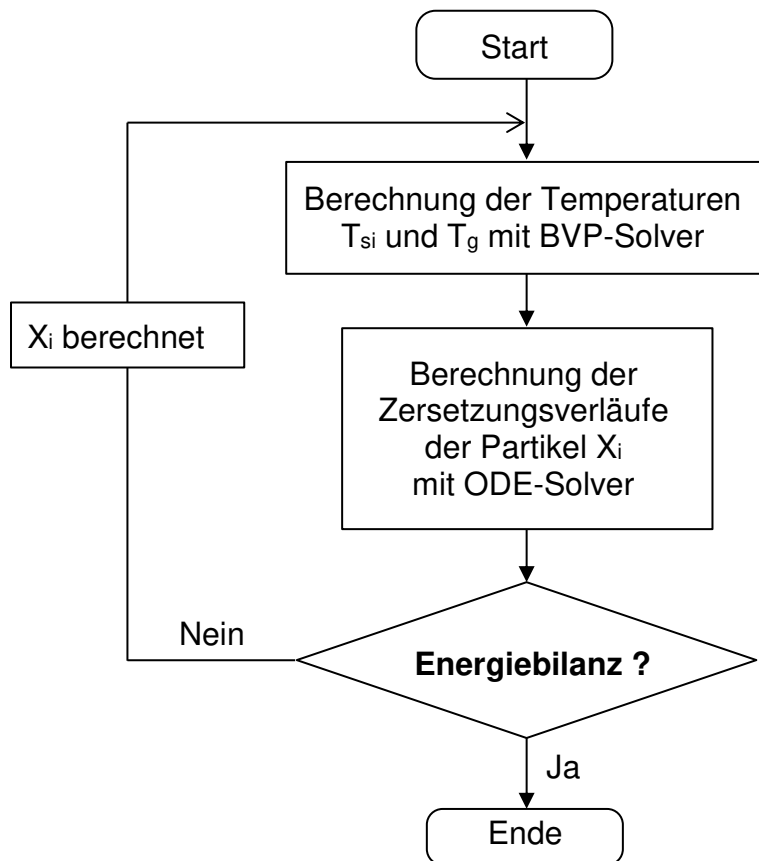 Start
Berechnung der Temperaturen
Tsi und Tg mit BVP-Solver
Xi berechnet
Berechnung der
Zersetzungsverläufe
der Partikel Xi
mit ODE-Solver
Nein
Energiebilanz ?
Ja
Ende